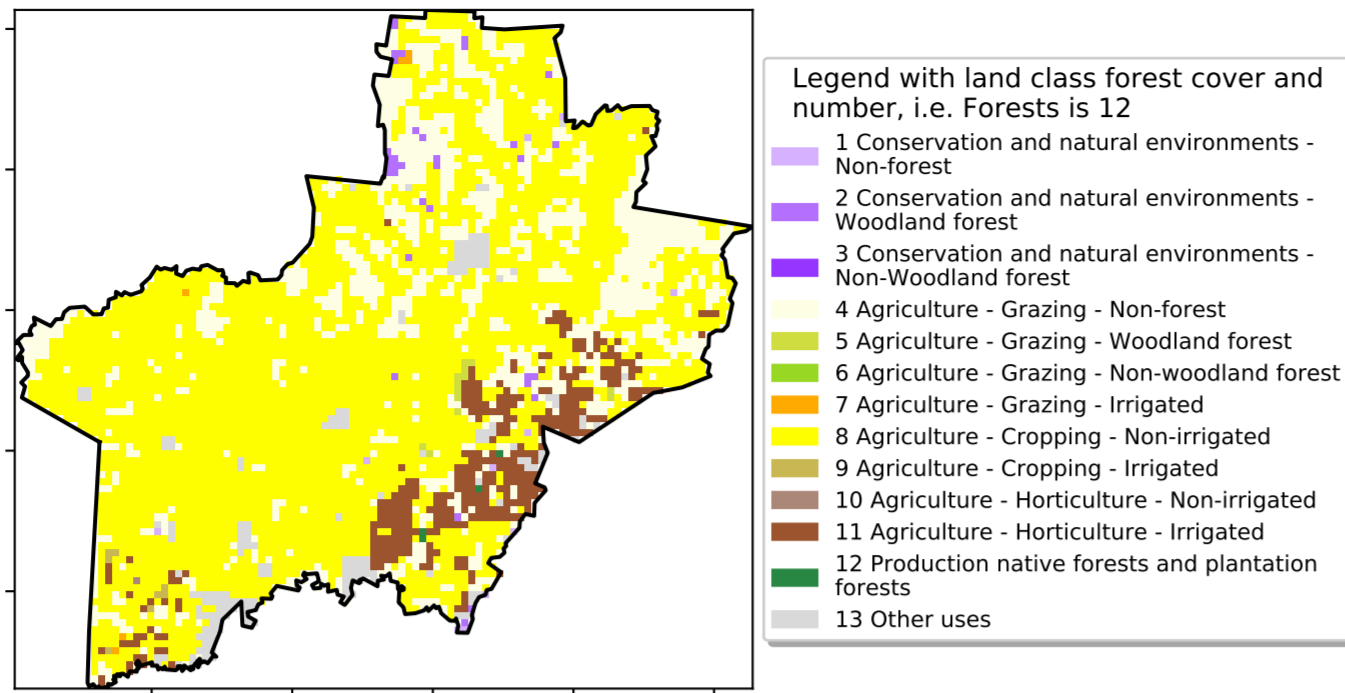 Legend with land class forest cover and
number, i.e. Forests is 12
1 Conservation and natural environments -
Non-forest
2 Conservation and natural environments -
Woodland forest
3 Conservation and natural environments -
Non-Woodland forest
4 Agriculture - Grazing - Non-forest
5 Agriculture - Grazing - Woodland forest
6 Agriculture - Grazing - Non-woodland forest
7 Agriculture - Grazing - Irrigated
8 Agriculture - Cropping - Non-irrigated
9 Agriculture - Cropping - Irrigated
10 Agriculture - Horticulture - Non-irrigated
11 Agriculture - Horticulture - Irrigated
12 Production native forests and plantation
forests
13 Other uses